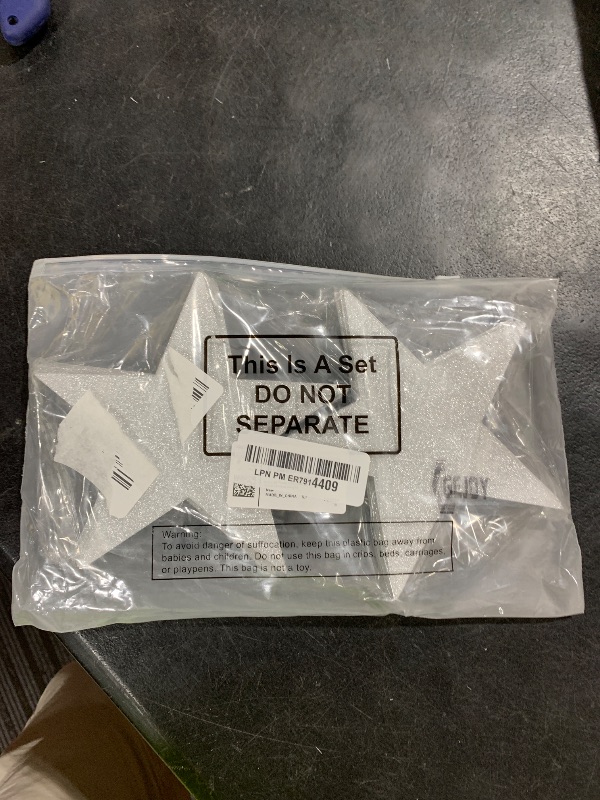 This Is A Set
DO NOT
SEPARATE
LPN PM ER7914409
GEJOY
Warning:
To avoid danger of suffocation, keep this plastic bag away from
babies and children. Do not use this bag in cribs, beds, carriages,
or playpens. This bag is not a toy.